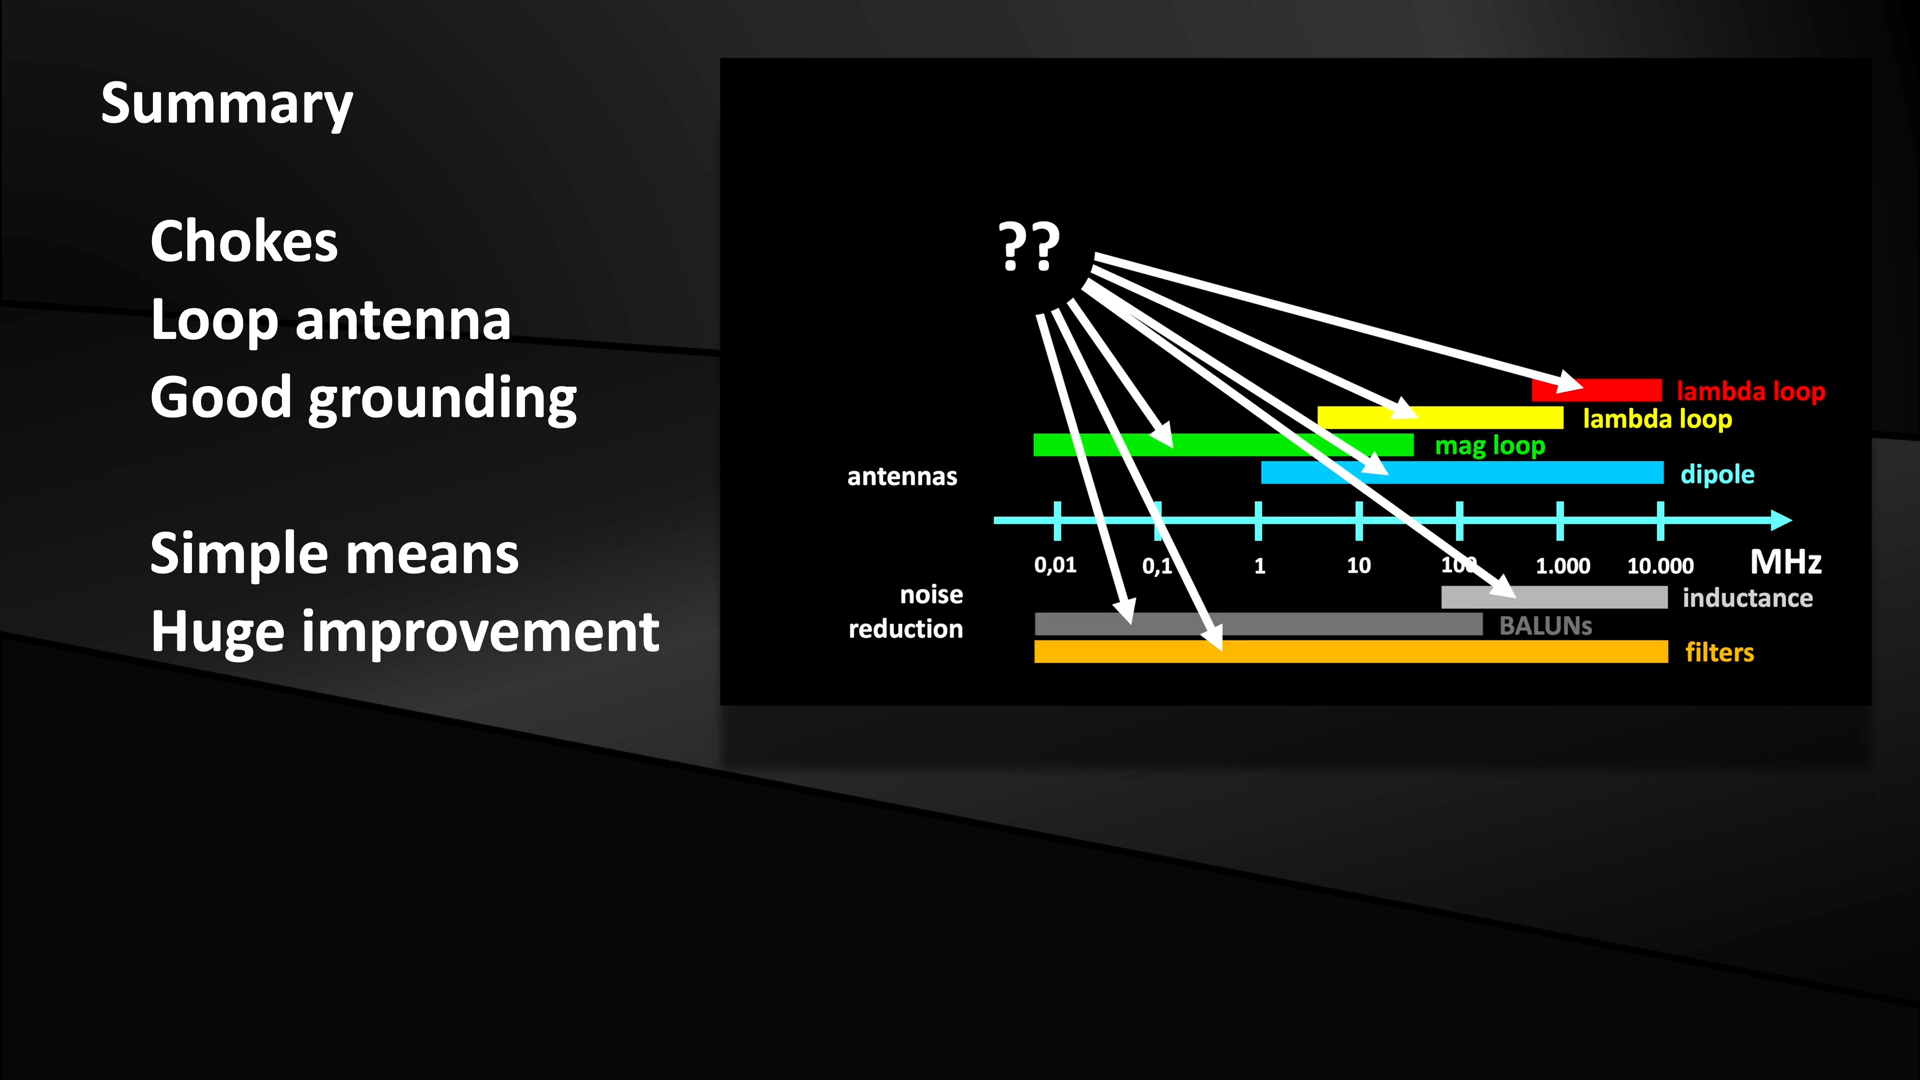 Summary
Chokes
Loop antenna
Good grounding
Simple means
Huge improvement
??
lambda loop
lambda loop
mag loop
antennas
dipole
0,01 0,1 1 10 100 1.000 10.000 MHz
noise
reduction
inductance
BALUNs
filters